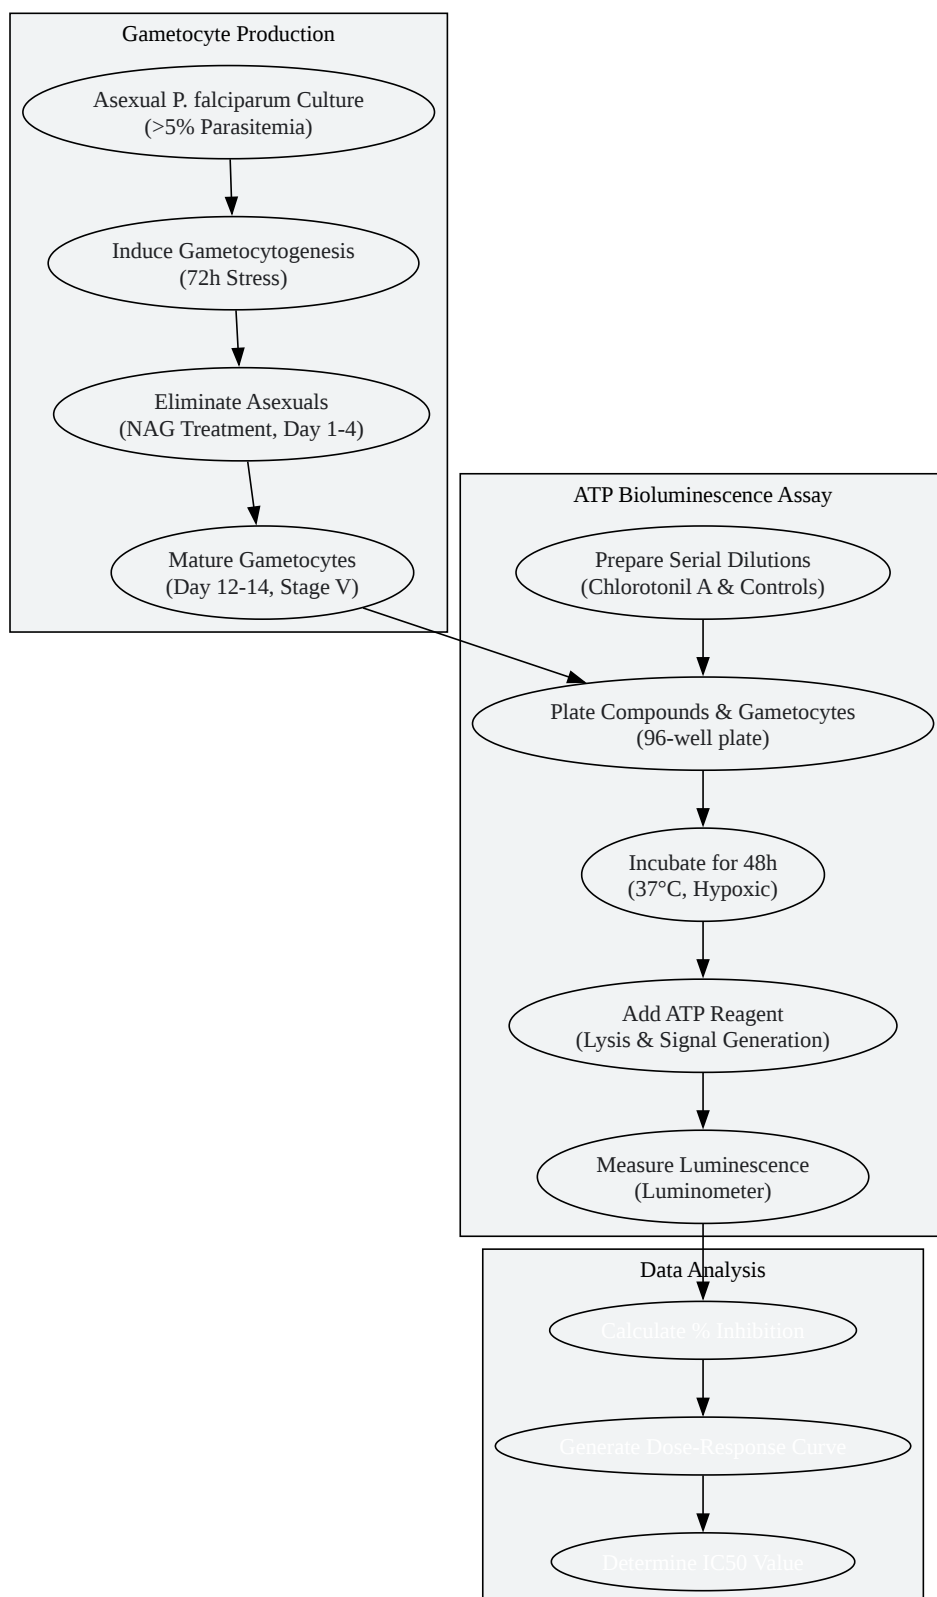 Gametocyte Production
Asexual P. falciparum Culture
(>5% Parasitemia)
Induce Gametocytogenesis
(72h Stress)
Eliminate Asexuals
(NAG Treatment, Day 1-4)
Mature Gametocytes
(Day 12-14, Stage V)
ATP Bioluminescence Assay
Prepare Serial Dilutions
(Chlorotonil A & Controls)
Plate Compounds & Gametocytes
(96-well plate)
Incubate for 48h
(37°C, Hypoxic)
Add ATP Reagent
(Lysis & Signal Generation)
Measure Luminescence
(Luminometer)
Data Analysis
Calculate % Inhibition
Generate Dose-Response Curve
Determine IC50 Value